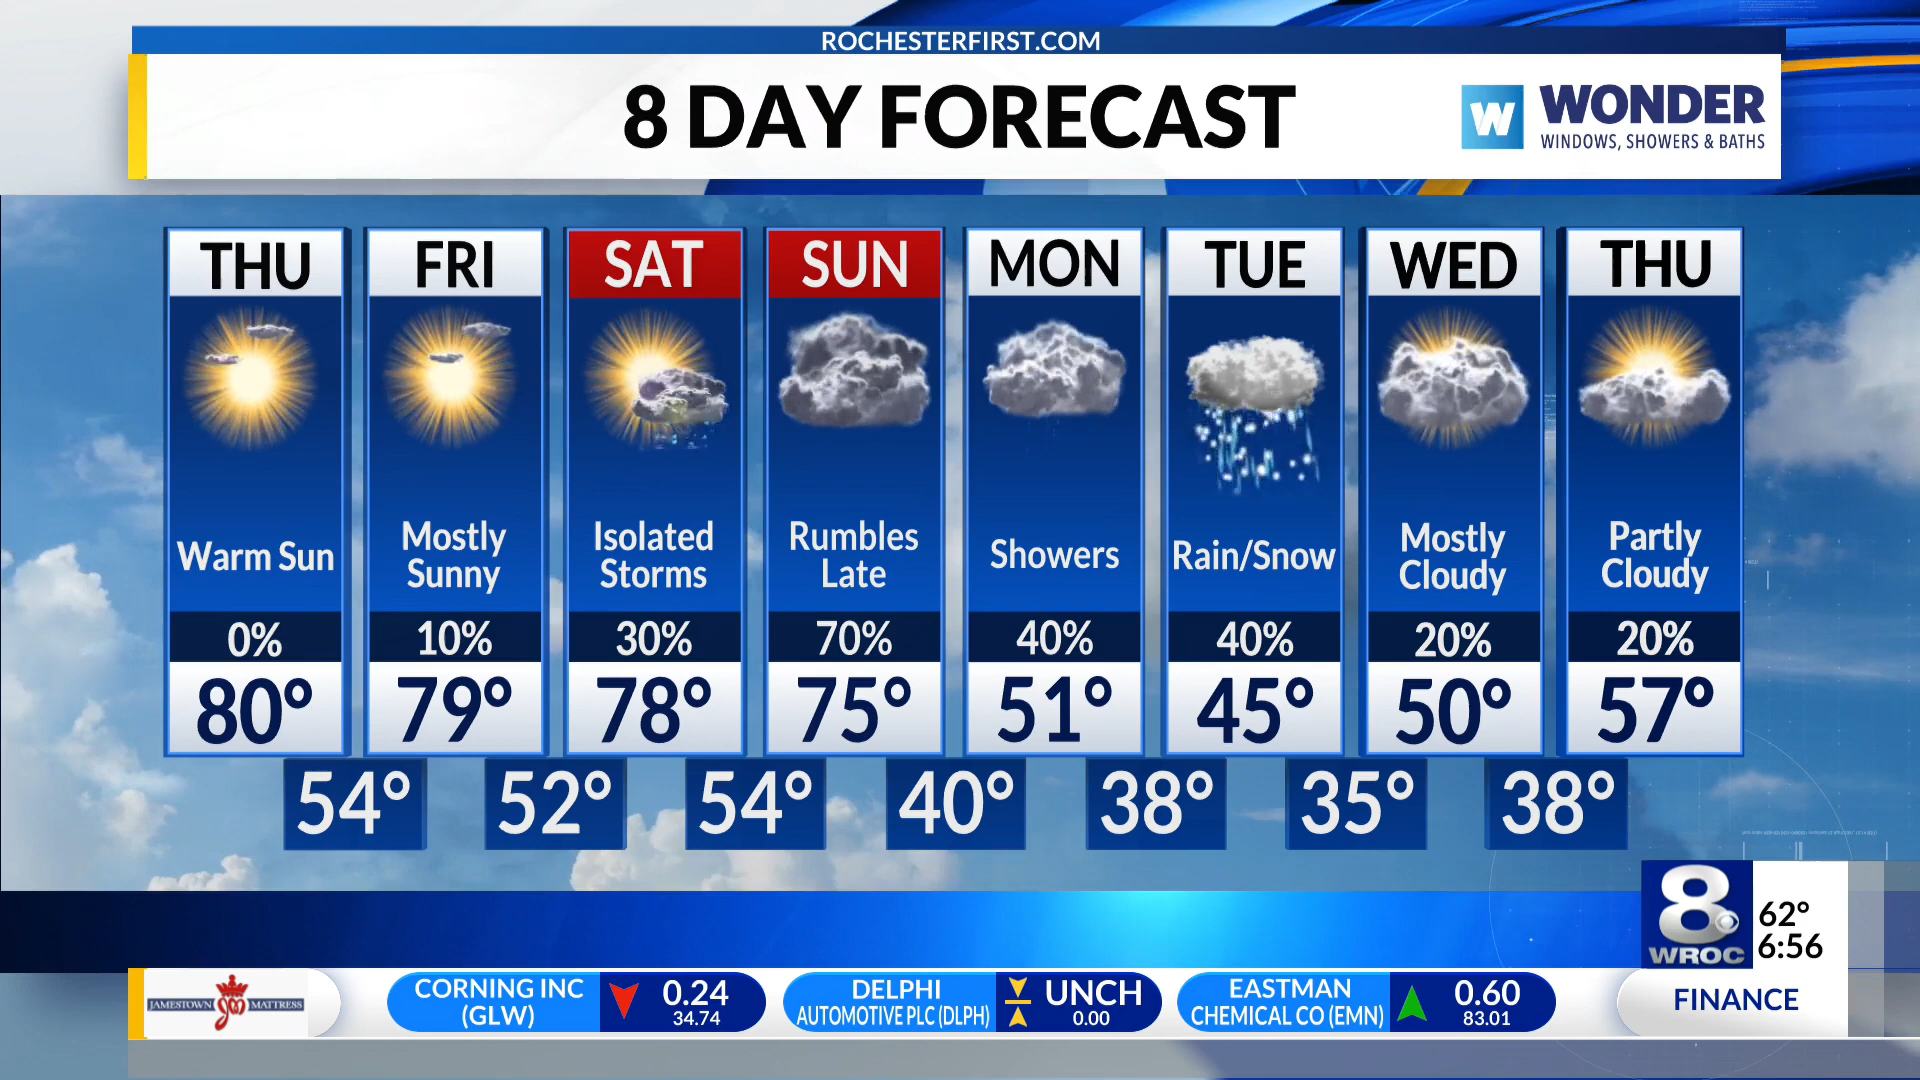 ROCHESTERFIRST.COM
8 DAY FORECAST
W WONDER
WINDOWS, SHOWERS & BATHS
THU FRI SAT SUN MON TUE WED THU
Warm Sun
Mostly
Sunny
Isolated
Storms
Rumbles
Late
Showers
Rain/Snow
Mostly
Cloudy
Partly
Cloudy
0% 10% 30% 70% 40% 40% 20% 20%
80° 79° 78° 75° 51° 45° 50° 57°
54° 52° 54° 40° 38° 35° 38°
8
WROC
62°
6:56
JAMESTOWN MATTRESS
CORNING INC
(GLW)
0.24
34.74
DELPHI
AUTOMOTIVE PLC (DLPH)
UNCH
0.00
EASTMAN
CHEMICAL CO (EMN)
0.60
83.01
FINANCE